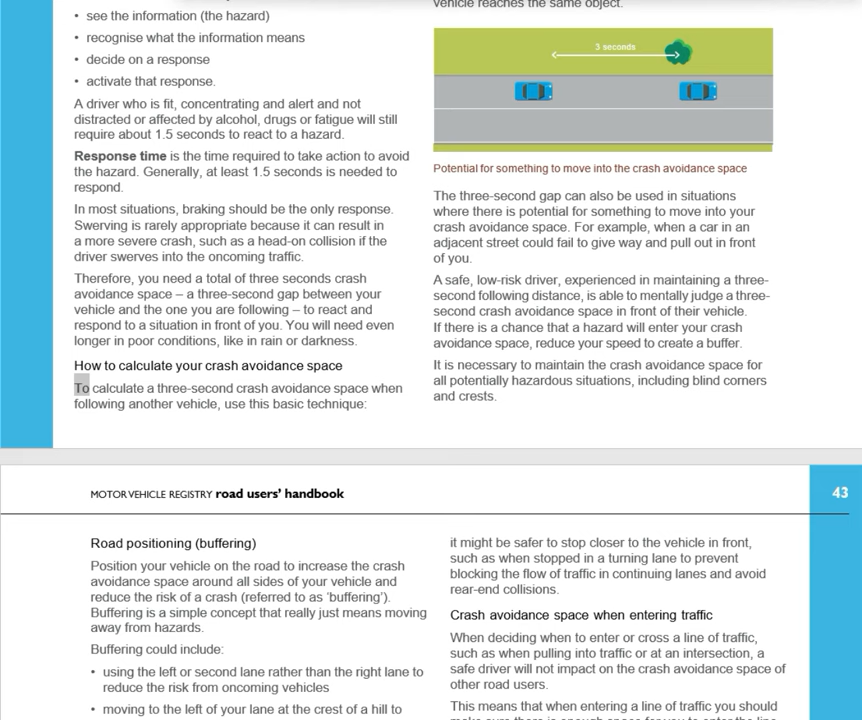 • see the information (the hazard)
• recognise what the information means
• decide on a response
• activate that response.
A driver who is fit, concentrating and alert and not
distracted or affected by alcohol, drugs or fatigue will still
require about 1.5 seconds to react to a hazard.
Response time is the time required to take action to avoid
the hazard. Generally, at least 1.5 seconds is needed to
respond.
In most situations, braking should be the only response.
Swerving is rarely appropriate because it can result in
a more severe crash, such as a head-on collision if the
driver swerves into the oncoming traffic.
Therefore, you need a total of three seconds crash
avoidance space – a three-second gap between your
vehicle and the one you are following – to react and
respond to a situation in front of you. You will need even
longer in poor conditions, like in rain or darkness.
How to calculate your crash avoidance space
To calculate a three-second crash avoidance space when
following another vehicle, use this basic technique:
vehicle reaches the same object.
3 seconds
Potential for something to move into the crash avoidance space
The three-second gap can also be used in situations
where there is potential for something to move into your
crash avoidance space. For example, when a car in an
adjacent street could fail to give way and pull out in front
of you.
A safe, low-risk driver, experienced in maintaining a three-
second following distance, is able to mentally judge a three-
second crash avoidance space in front of their vehicle.
If there is a chance that a hazard will enter your crash
avoidance space, reduce your speed to create a buffer.
It is necessary to maintain the crash avoidance space for
all potentially hazardous situations, including blind corners
and crests.
MOTOR VEHICLE REGISTRY road users' handbook
43
Road positioning (buffering)
Position your vehicle on the road to increase the crash
avoidance space around all sides of your vehicle and
reduce the risk of a crash (referred to as 'buffering').
Buffering is a simple concept that really just means moving
away from hazards.
Buffering could include:
• using the left or second lane rather than the right lane to
reduce the risk from oncoming vehicles
• moving to the left of your lane at the crest of a hill to
it might be safer to stop closer to the vehicle in front,
such as when stopped in a turning lane to prevent
blocking the flow of traffic in continuing lanes and avoid
rear-end collisions.
Crash avoidance space when entering traffic
When deciding when to enter or cross a line of traffic,
such as when pulling into traffic or at an intersection, a
safe driver will not impact on the crash avoidance space of
other road users.
This means that when entering a line of traffic you should